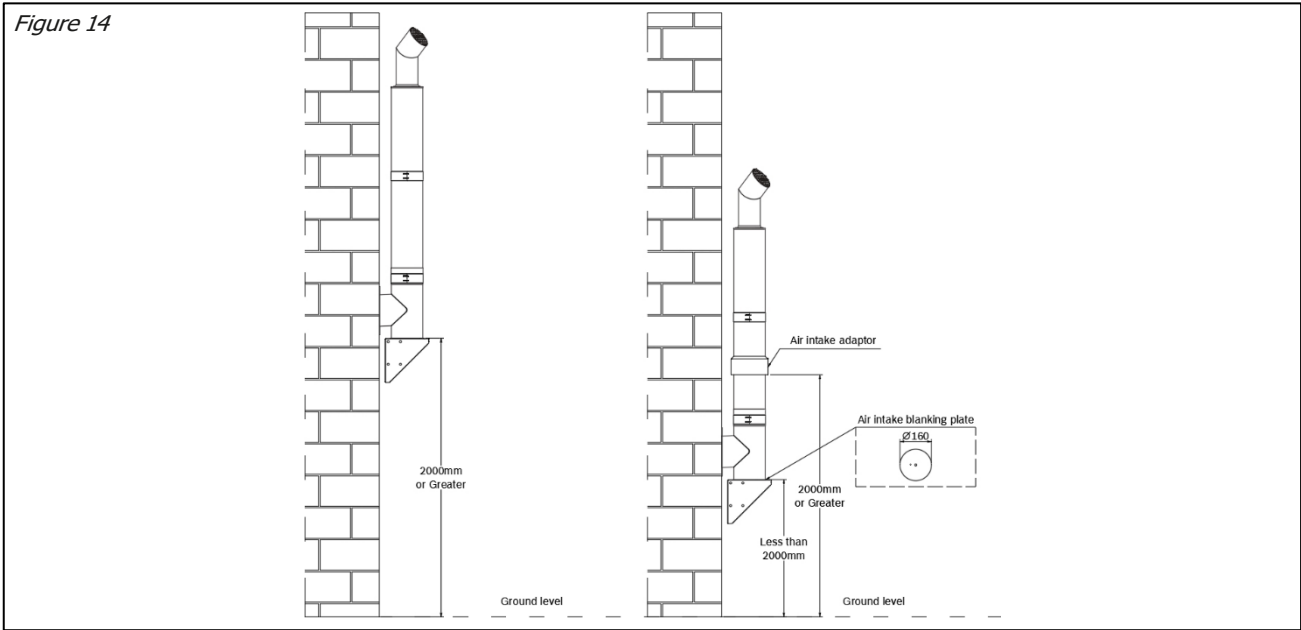 Figure 14
2000mm
or Greater
Ground level
Air intake adaptor
Air intake blanking plate
Ø160
2000mm
or Greater
Less than
2000mm
Ground level